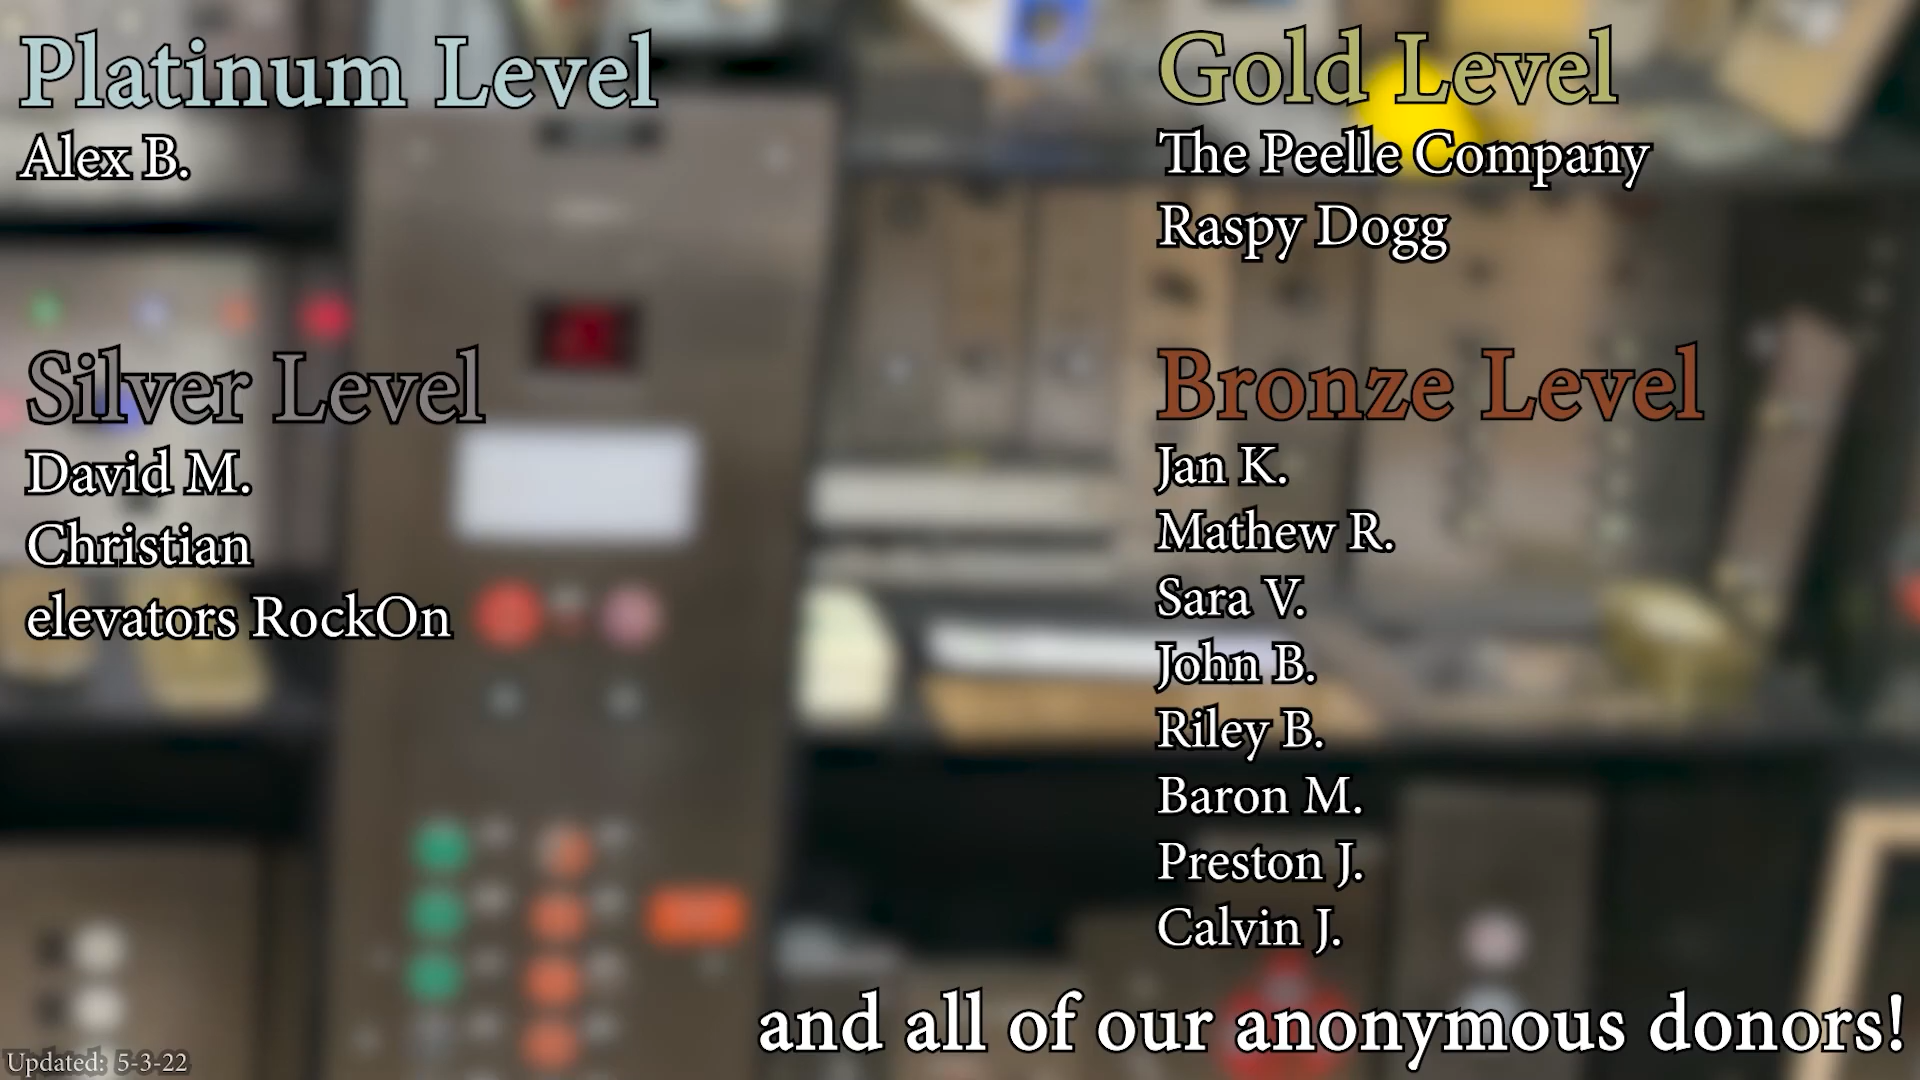 Platinum Level
Alex B.
Gold Level
The Peelle Company
Raspy Dogg
Silver Level
David M.
Christian
elevators RockOn
Bronze Level
Jan K.
Mathew R.
Sara V.
John B.
Riley B.
Baron M.
Preston J.
Calvin J.
and all of our anonymous donors!
Updated: 5-3-22